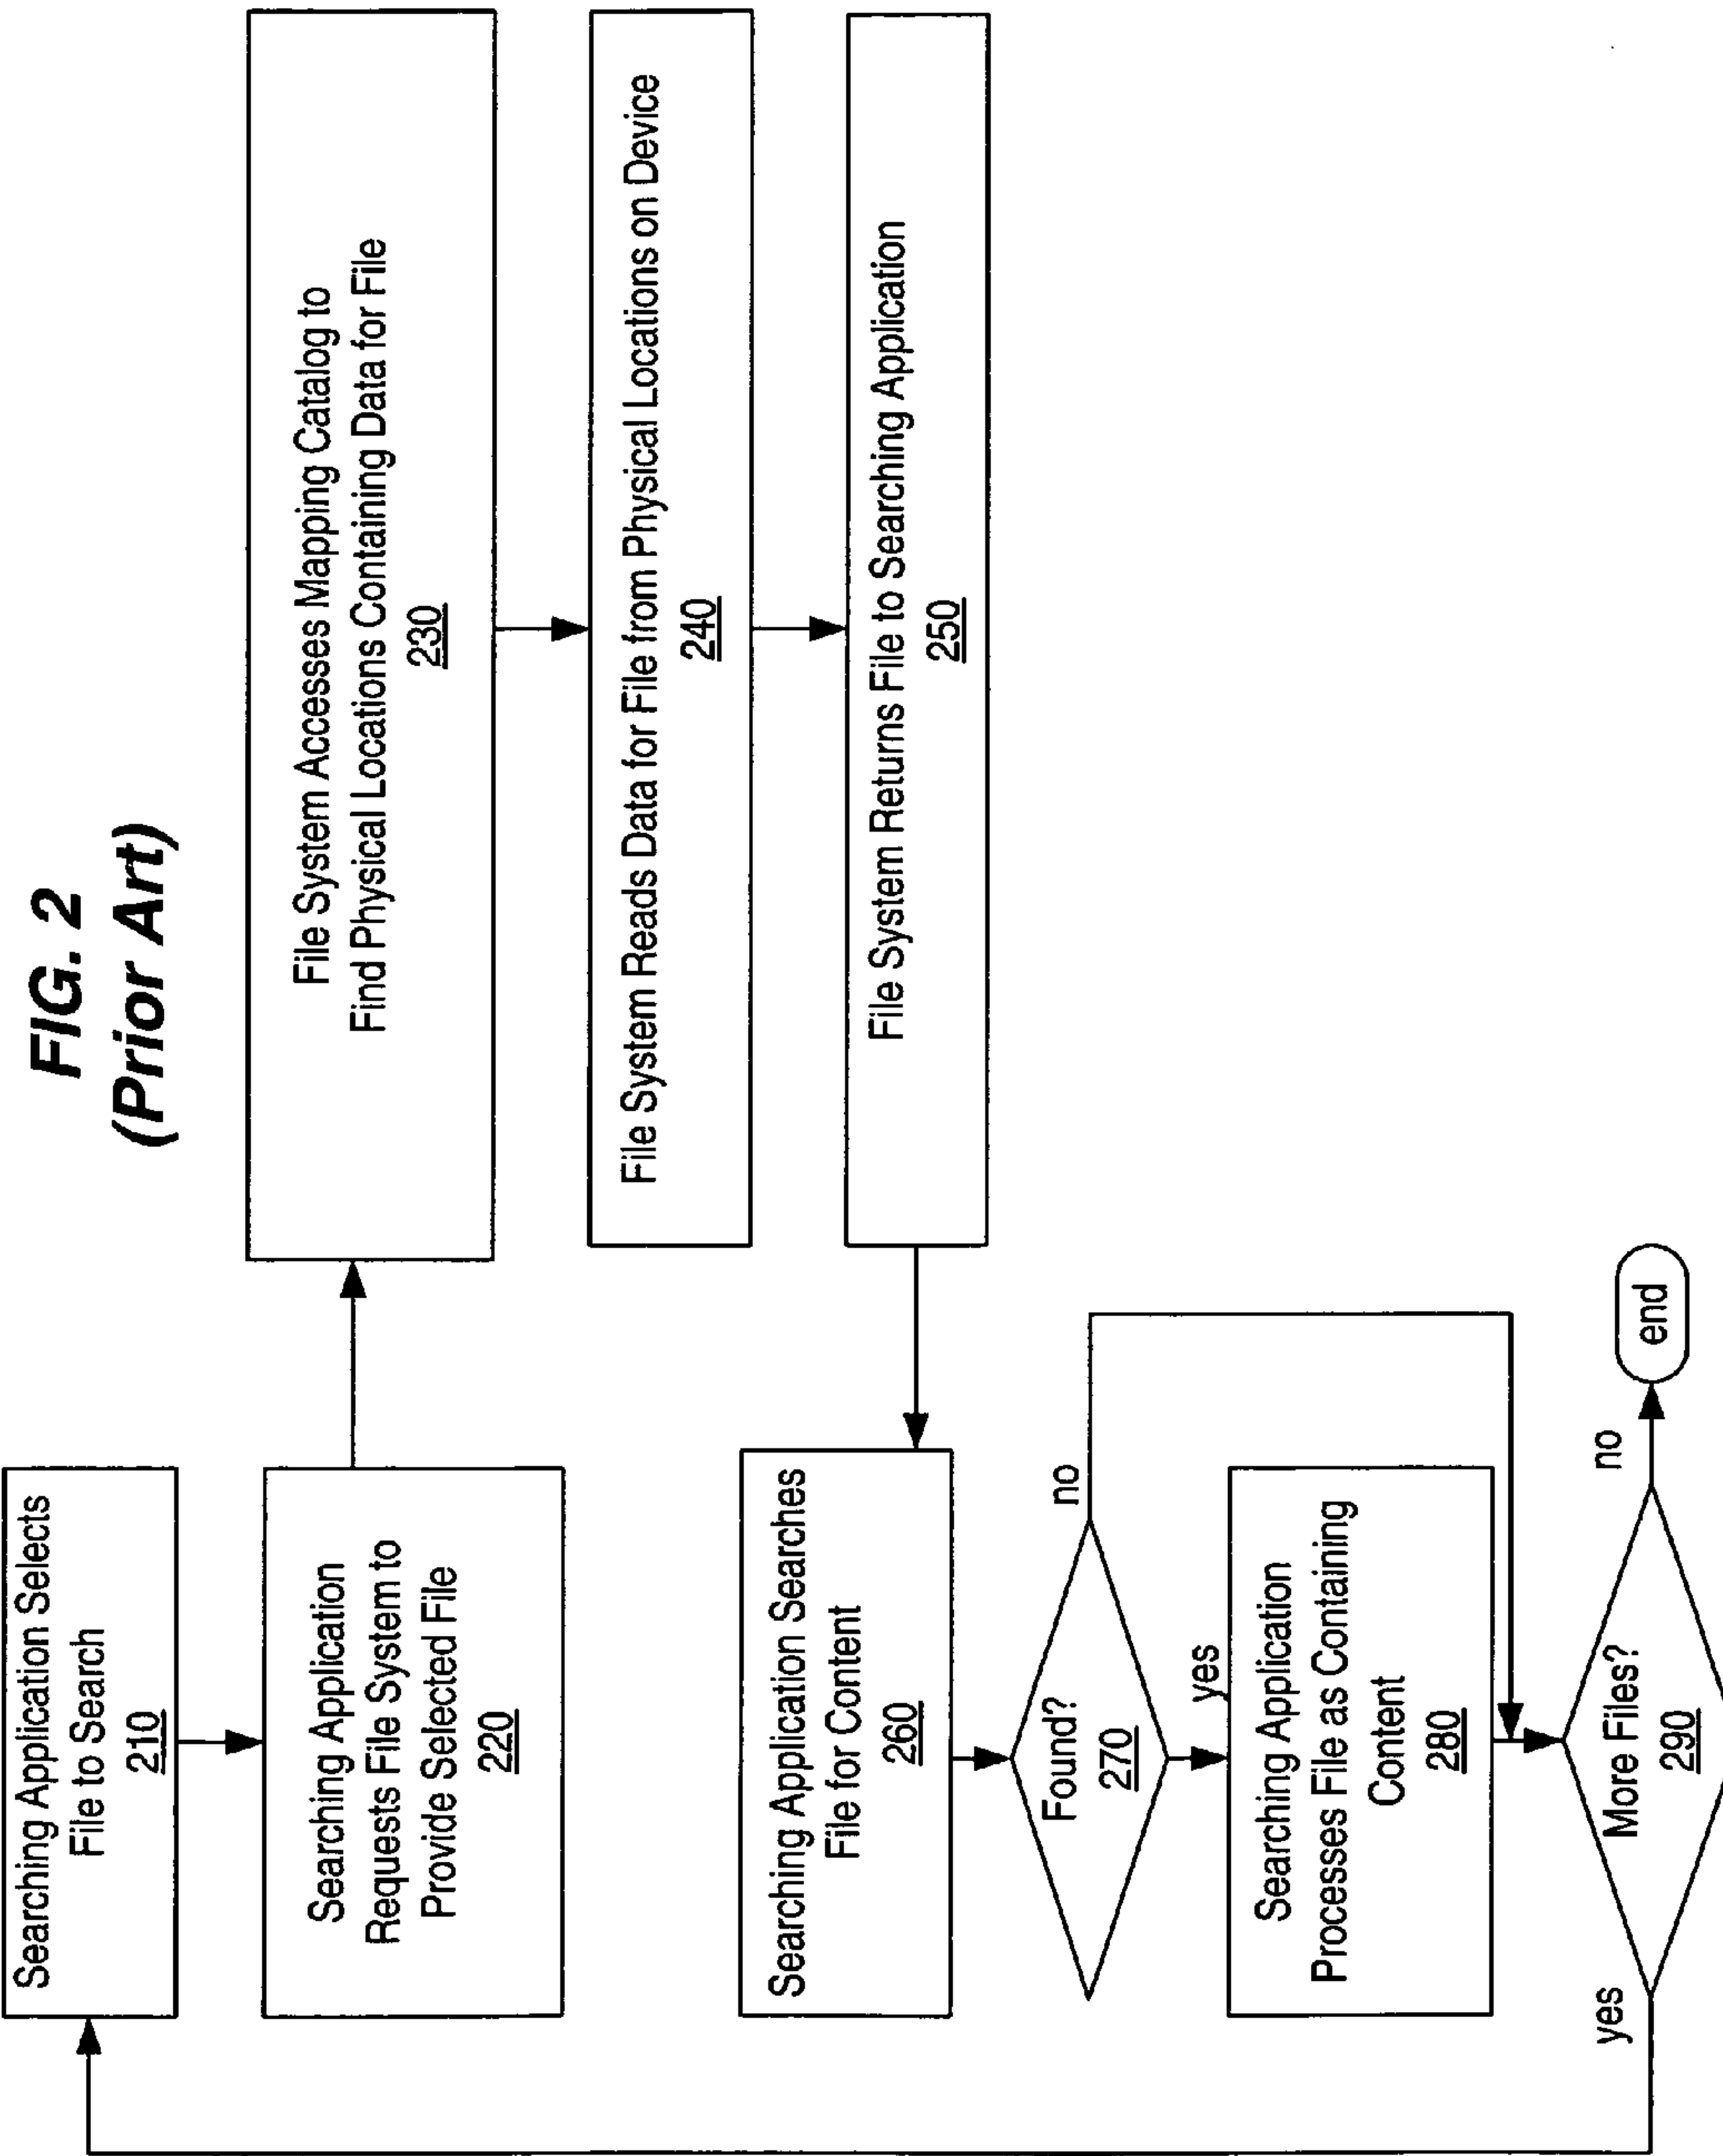 FIG. 2
(Prior Art)
Searching Application Selects
File to Search
210
Searching Application
Requests File System to
Provide Selected File
220
File System Accesses Mapping Catalog to
Find Physical Locations Containing Data for File
230
File System Reads Data for File from Physical Locations on Device
240
File System Returns File to Searching Application
250
Searching Application Searches
File for Content
260
Found?
270
no
yes
Searching Application
Processes File as Containing
Content
280
More Files?
290
yes
no
end